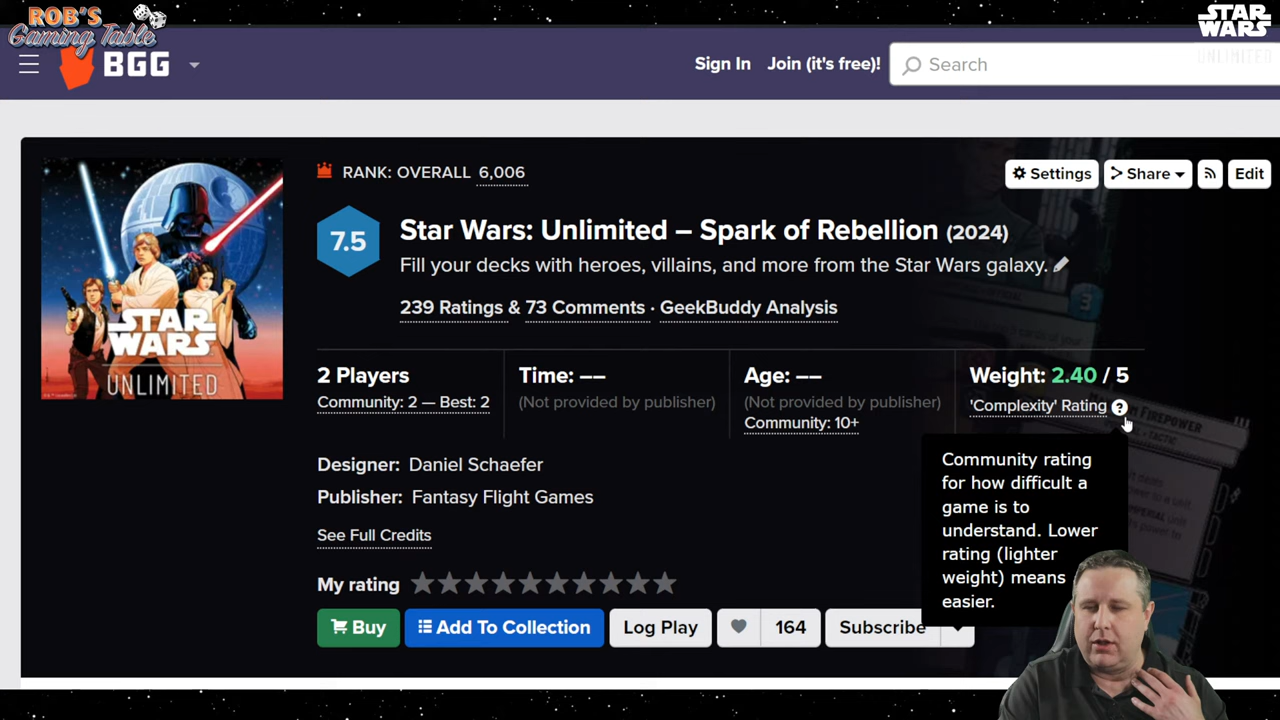 ROB'S
Gaming Table
STAR
WARS
UNLIMITED
BGG
Sign In
Join (it's free!)
Search
RANK: OVERALL 6,006
Settings
Share
Edit
7.5
Star Wars: Unlimited – Spark of Rebellion (2024)
Fill your decks with heroes, villains, and more from the Star Wars galaxy.
239 Ratings & 73 Comments · GeekBuddy Analysis
STAR
WARS
UNLIMITED
2 Players
Community: 2 — Best: 2
Time: ––
(Not provided by publisher)
Age: ––
(Not provided by publisher)
Community: 10+
Weight: 2.40 / 5
'Complexity' Rating ?
Community rating
for how difficult a
game is to
understand. Lower
rating (lighter
weight) means
easier.
Designer: Daniel Schaefer
Publisher: Fantasy Flight Games
See Full Credits
My rating
Buy
Add To Collection
Log Play
164
Subscribe
3
FIREPOWER